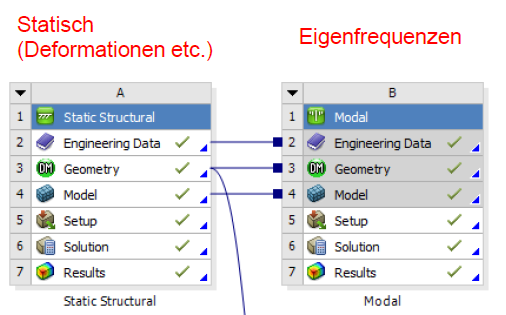 Statisch
(Deformationen etc.)
Eigenfrequenzen
A
1 Static Structural
2 Engineering Data
3 DM Geometry
4 Model
5 Setup
6 Solution
7 Results
Static Structural
B
1 Modal
2 Engineering Data
3 DM Geometry
4 Model
5 Setup
6 Solution
7 Results
Modal